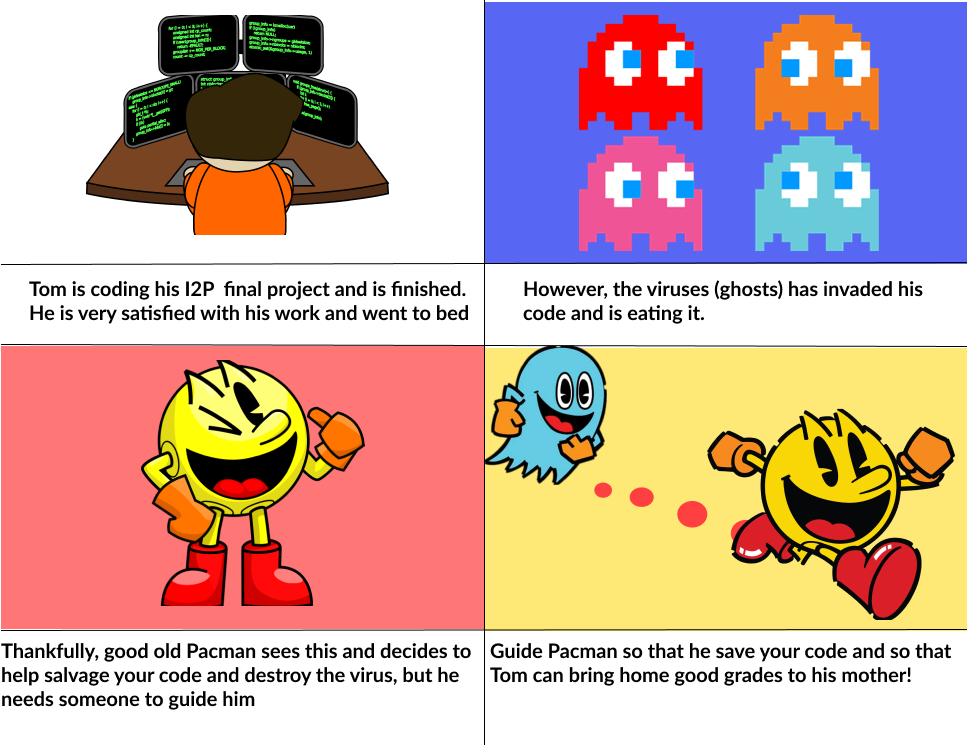 Tom is coding his I2P final project and is finished.
He is very satisfied with his work and went to bed
However, the viruses (ghosts) has invaded his
code and is eating it.
Thankfully, good old Pacman sees this and decides to
help salvage your code and destroy the virus, but he
needs someone to guide him
Guide Pacman so that he save your code and so that
Tom can bring home good grades to his mother!